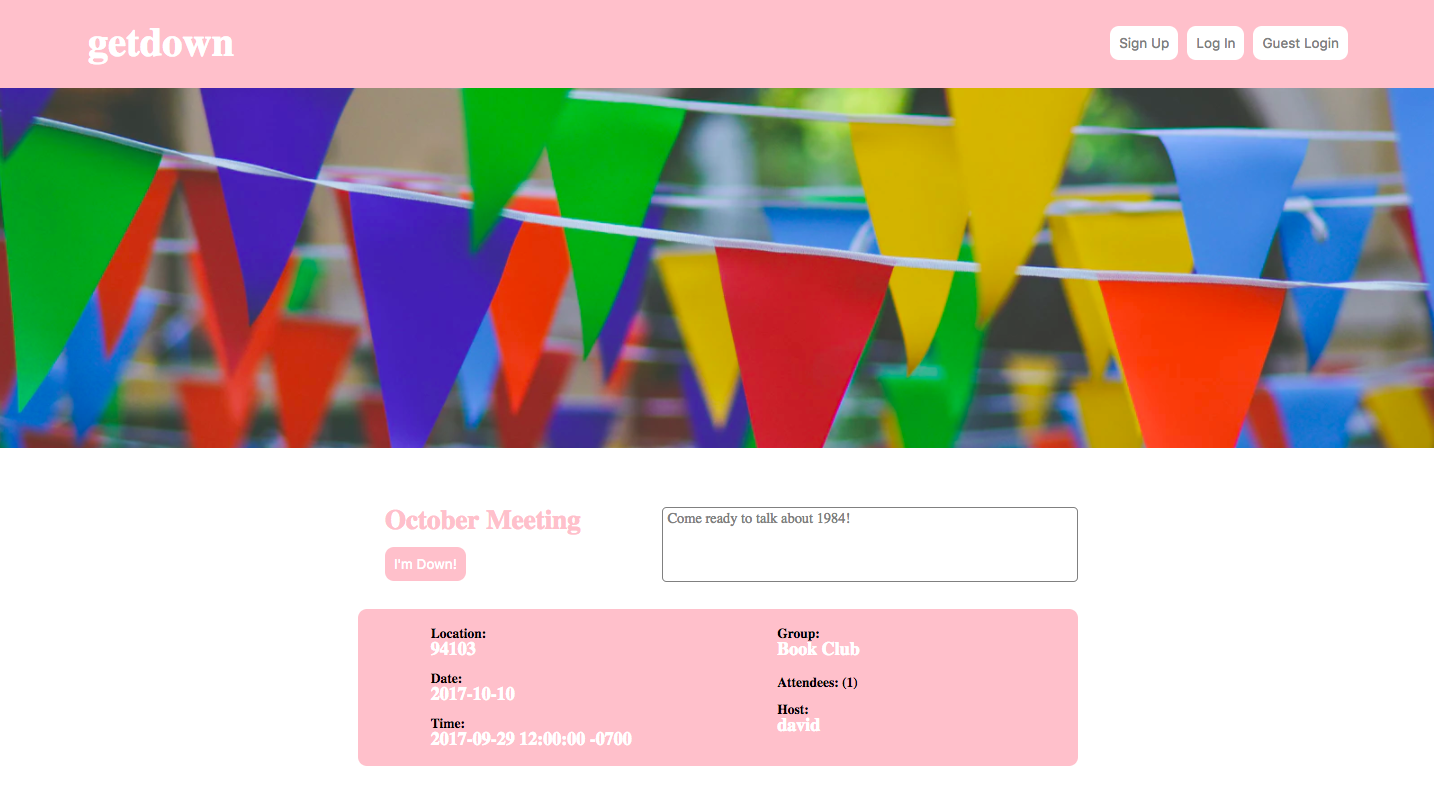 getdown
Sign Up
Log In
Guest Login
October Meeting
I'm Down!
Come ready to talk about 1984!
Location:
94103
Date:
2017-10-10
Time:
2017-09-29 12:00:00 -0700
Group:
Book Club
Attendees: (1)
Host:
david